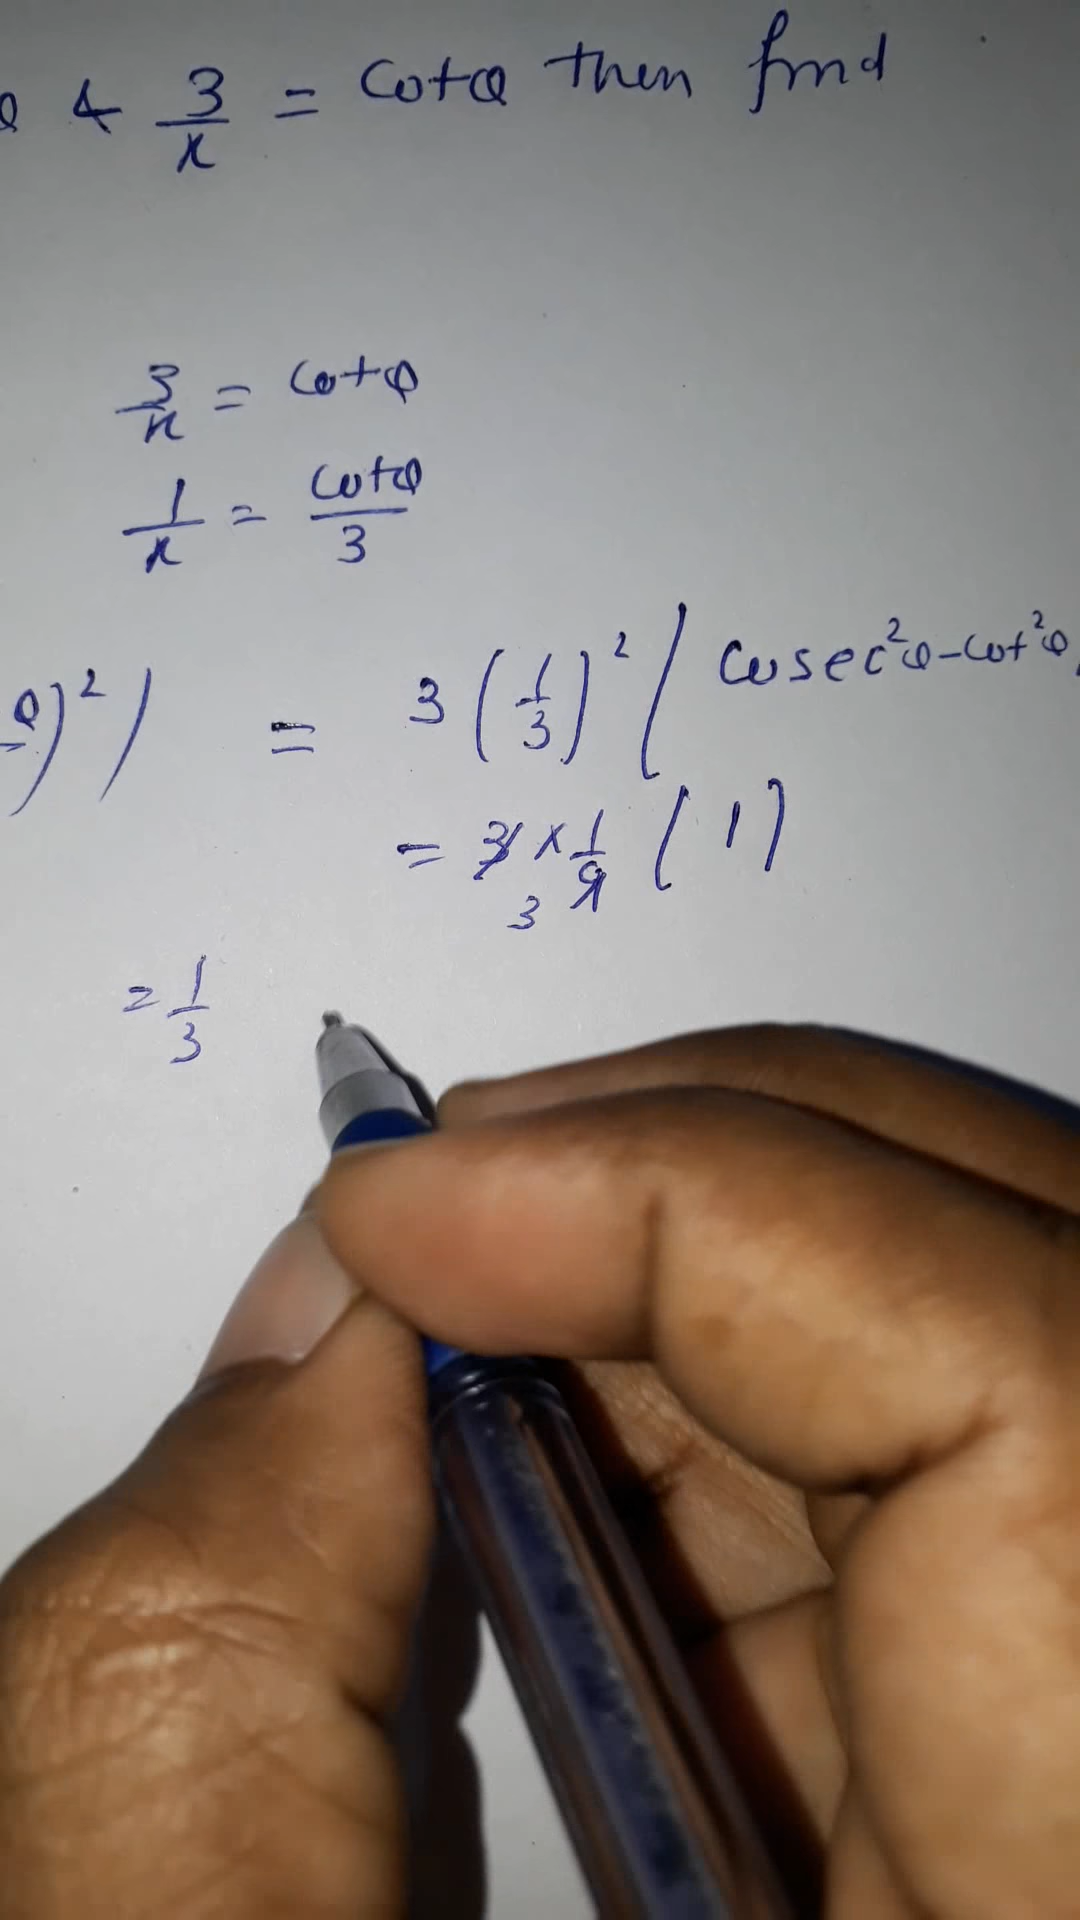 θ & 3/x = cotθ then find
3/x = cotθ
1/x = cotθ/3
θ)²) = 3 (1/3)² ( cosec²θ - cot²θ
= 3 × 1/9 ( 1 )
3
= 1/3